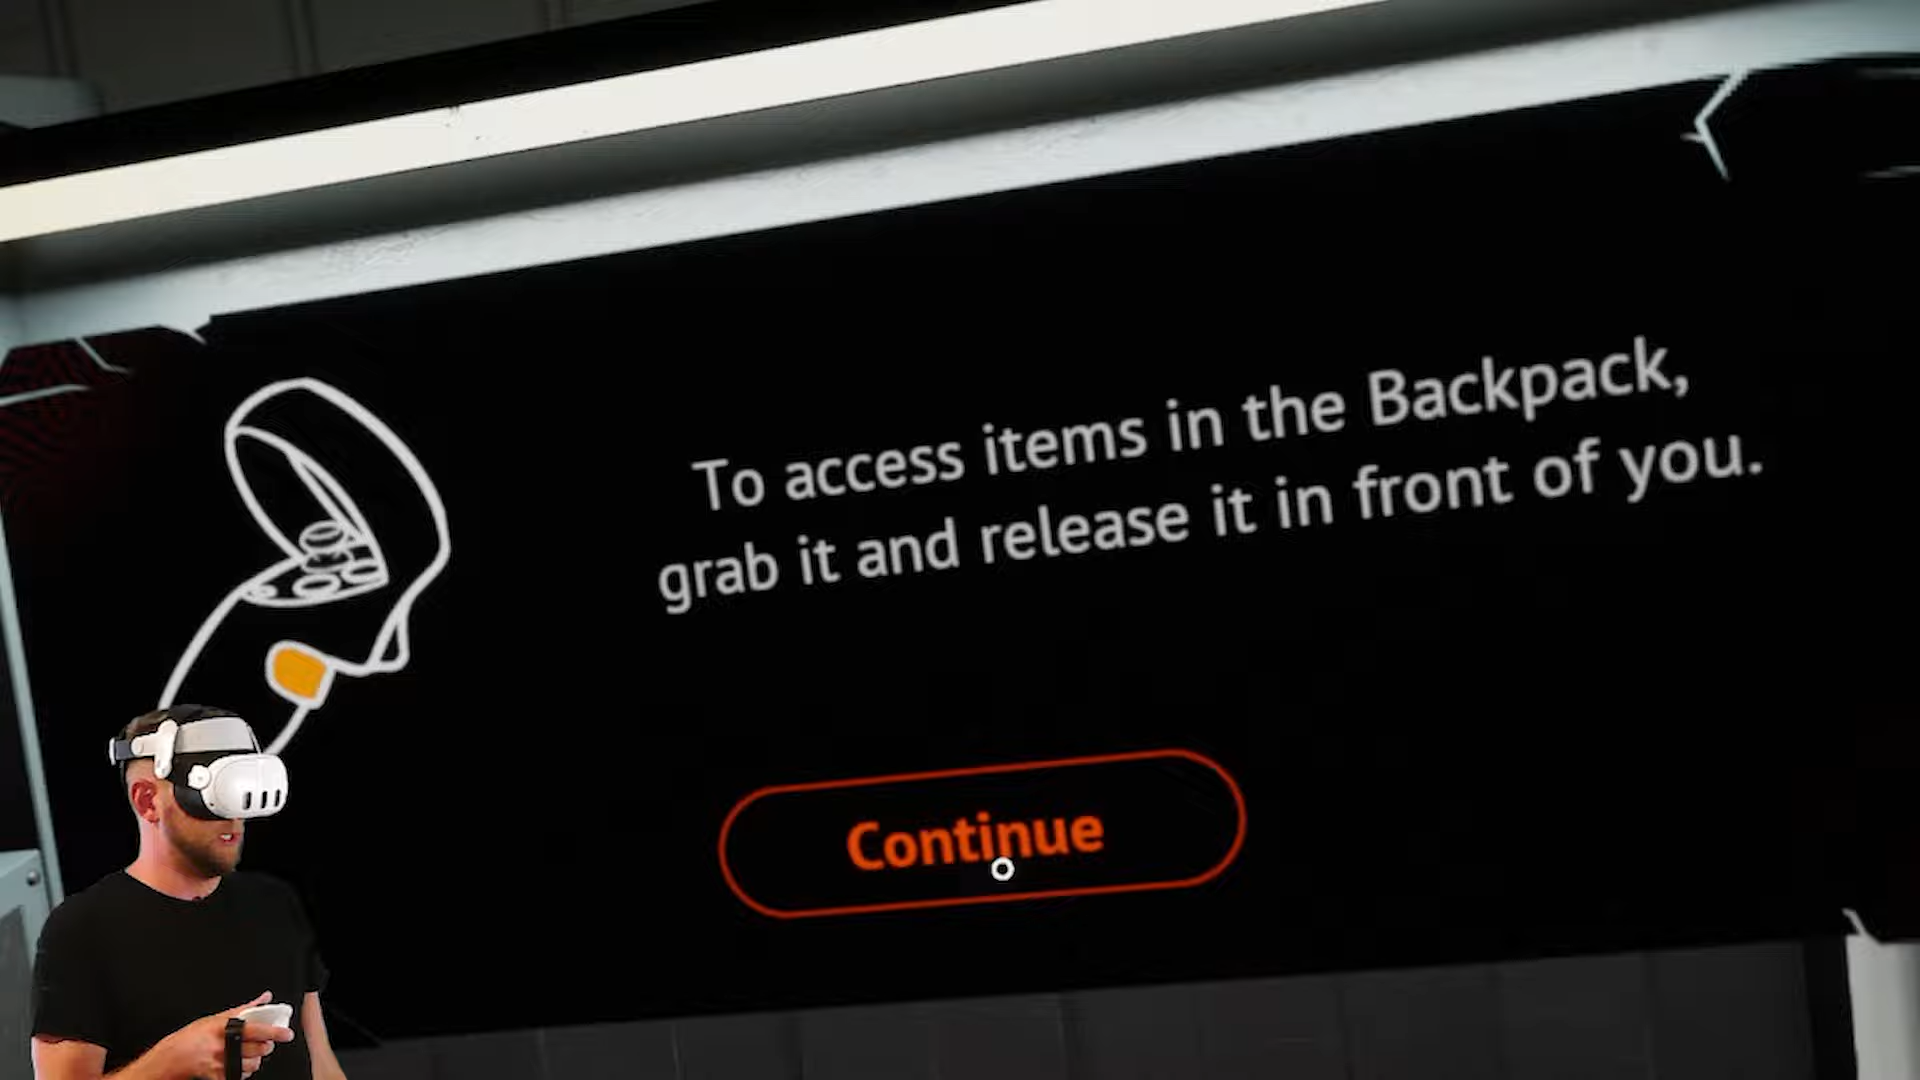 To access items in the Backpack,
grab it and release it in front of you.
Continue